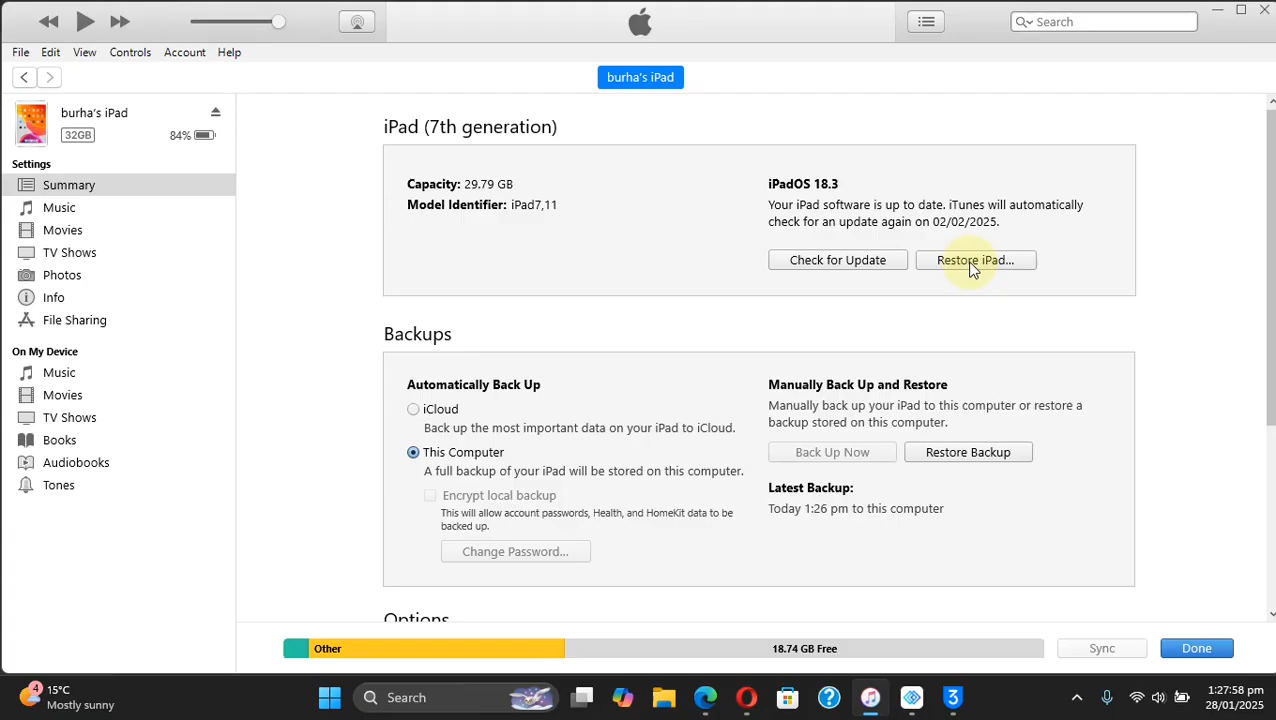 Search
File Edit View Controls Account Help
burha's iPad
burha's iPad
32GB 84%
Settings
Summary
Music
Movies
TV Shows
Photos
Info
File Sharing
On My Device
Music
Movies
TV Shows
Books
Audiobooks
Tones
iPad (7th generation)
Capacity: 29.79 GB
Model Identifier: iPad7,11
iPadOS 18.3
Your iPad software is up to date. iTunes will automatically
check for an update again on 02/02/2025.
Check for Update Restore iPad...
Backups
Automatically Back Up
iCloud
Back up the most important data on your iPad to iCloud.
This Computer
A full backup of your iPad will be stored on this computer.
Encrypt local backup
This will allow account passwords, Health, and HomeKit data to be
backed up.
Change Password...
Manually Back Up and Restore
Manually back up your iPad to this computer or restore a
backup stored on this computer.
Back Up Now Restore Backup
Latest Backup:
Today 1:26 pm to this computer
Options
Other 18.74 GB Free Sync Done
4 15°C
Mostly sunny
Search
3
1:27:58 pm
28/01/2025